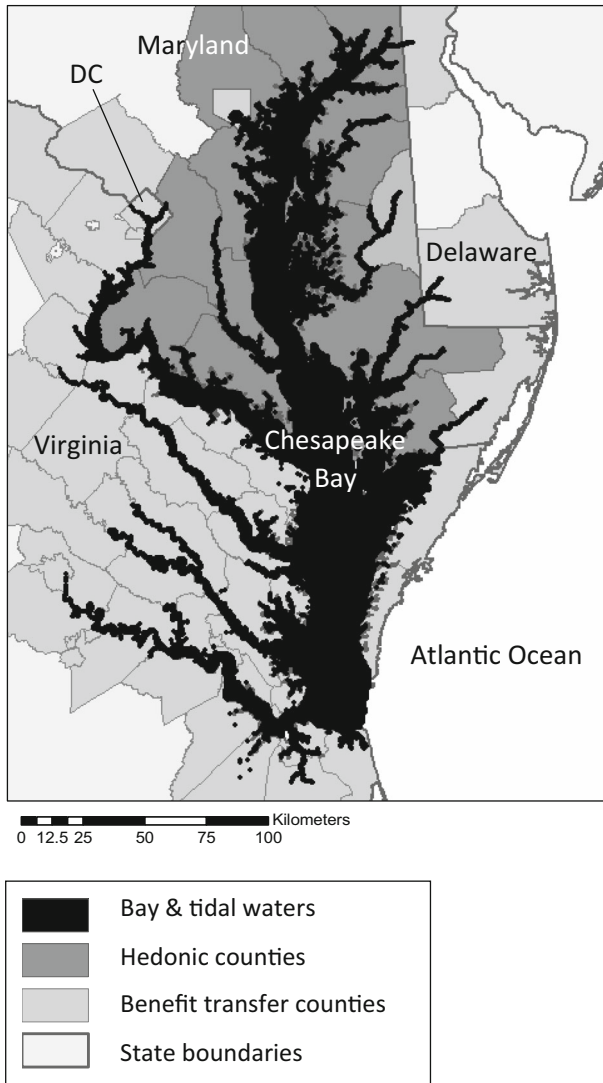 Maryland
DC
Delaware
Virginia
Chesapeake
Bay
Atlantic Ocean
Kilometers
0 12.5 25 50 75 100
Bay & tidal waters
Hedonic counties
Benefit transfer counties
State boundaries